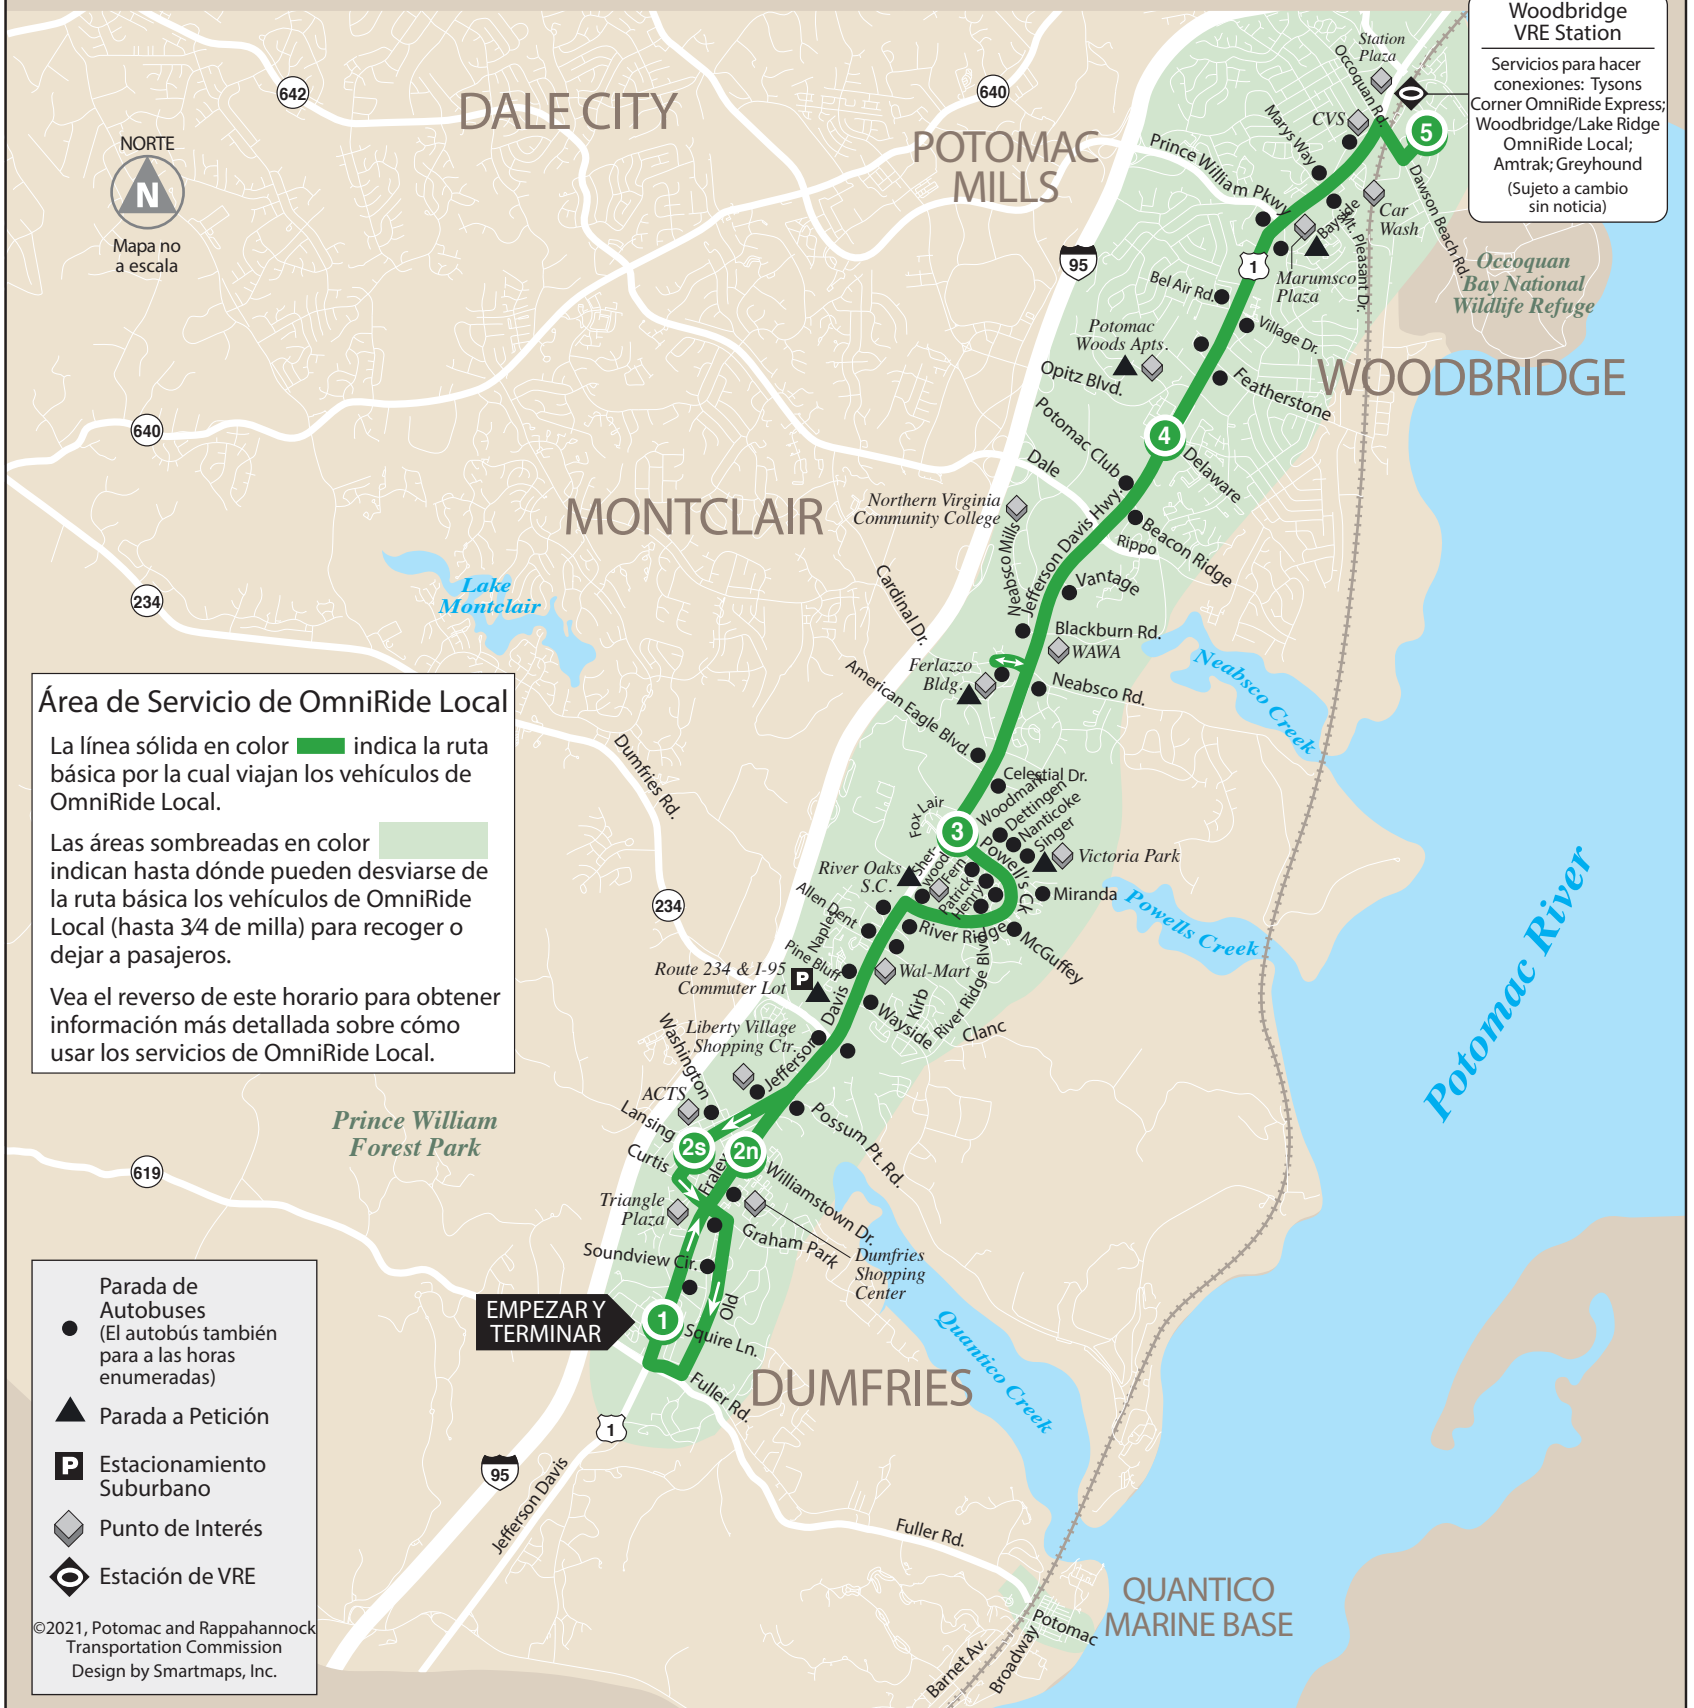 Woodbridge
VRE Station
Servicios para hacer
conexiones: Tysons
Corner OmniRide Express;
Woodbridge/Lake Ridge
OmniRide Local;
Amtrak; Greyhound
(Sujeto a cambio
sin noticia)
Station
Plaza
Occoquan Rd.
642
DALE CITY
640
CVS
5
NORTE
N
Mapa no
a escala
POTOMAC
MILLS
Marys Way
Prince William Pkwy
Dawson Beach Rd.
Car
Wash
Bayside
Mt. Pleasant Dr.
95
1
Marumsco
Plaza
Occoquan
Bay National
Wildlife Refuge
Bel Air Rd.
Village Dr.
Potomac
Woods Apts.
Opitz Blvd.
Featherstone
WOODBRIDGE
640
Potomac Club
4
Delaware
Dale
Northern Virginia
Community College
MONTCLAIR
Neabsco Mills
Jefferson Davis Hwy.
Beacon Ridge
Rippo
Vantage
Cardinal Dr.
Lake
Montclair
234
Blackburn Rd.
WAWA
Neabsco Creek
Ferlazzo
Bldg.
Neabsco Rd.
American Eagle Blvd.
Área de Servicio de OmniRide Local
La línea sólida en color indica la ruta
básica por la cual viajan los vehículos de
OmniRide Local.
Las áreas sombreadas en color
indican hasta dónde pueden desviarse de
la ruta básica los vehículos de OmniRide
Local (hasta 3⁄4 de milla) para recoger o
dejar a pasajeros.
Vea el reverso de este horario para obtener
información más detallada sobre cómo
usar los servicios de OmniRide Local.
Dumfries Rd.
Celestial Dr.
Woodmark
Dettingen
Nanticoke
Singer
Fox Lair
3
Powell's Ck
Victoria Park
River Oaks
S.C.
Sher-
wood
Fern
Patrick
Henry
Miranda
Powells Creek
234
Allen Dent
Naples
River Ridge
McGuffey
Pine Bluff
Route 234 & I-95
Commuter Lot
P
Wal-Mart
Kirb
River Ridge Blvd
Wayside
Clanc
Potomac River
Liberty Village
Shopping Ctr.
Jefferson Davis
Washington
ACTS
Lansing
Possum Pt. Rd.
Prince William
Forest Park
2s
2n
Curtis
Fraley
Williamstown Dr.
619
Triangle
Plaza
Graham Park
Soundview Cir.
Dumfries
Shopping
Center
Old
EMPEZAR Y
TERMINAR
1
Squire Ln.
Quantico Creek
DUMFRIES
Fuller Rd.
1
95
Jefferson Davis
Parada de
Autobuses
(El autobús también
para a las horas
enumeradas)
Parada a Petición
P
Estacionamiento
Suburbano
Punto de Interés
Estación de VRE
©2021, Potomac and Rappahannock
Transportation Commission
Design by Smartmaps, Inc.
Fuller Rd.
QUANTICO
MARINE BASE
Potomac
Broadway
Barnet Av.